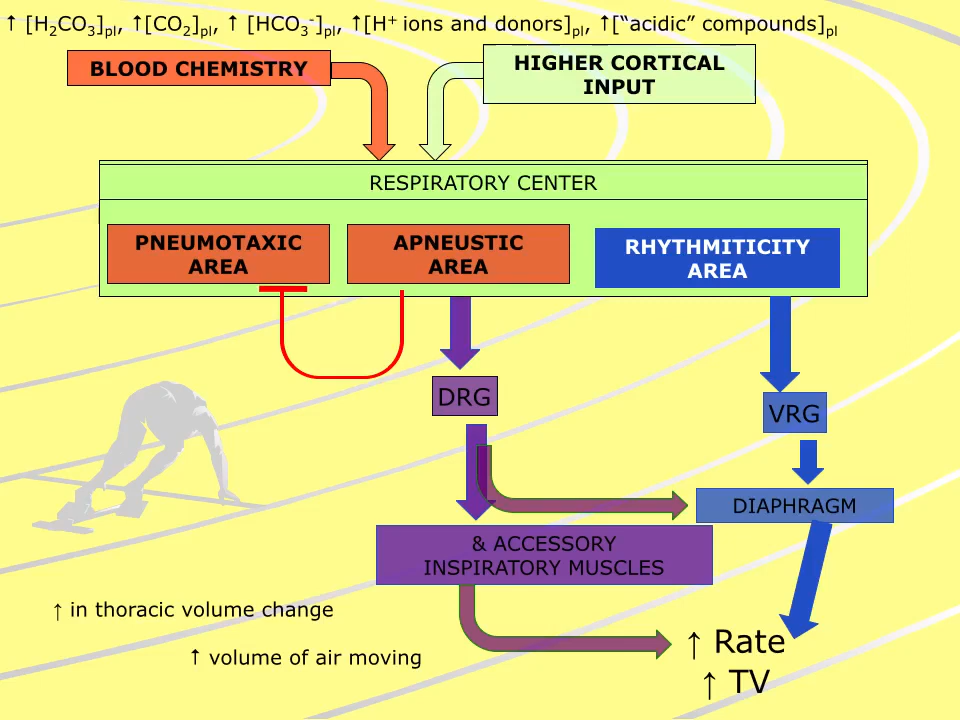 ↑ [H₂CO₃]pl, ↑[CO₂]pl, ↑ [HCO₃⁻]pl, ↑[H⁺ ions and donors]pl, ↑[“acidic” compounds]pl
BLOOD CHEMISTRY
HIGHER CORTICAL
INPUT
RESPIRATORY CENTER
PNEUMOTAXIC
AREA
APNEUSTIC
AREA
RHYTHMITICITY
AREA
DRG
VRG
DIAPHRAGM
& ACCESSORY
INSPIRATORY MUSCLES
↑ in thoracic volume change
↑ volume of air moving
↑ Rate
↑ TV